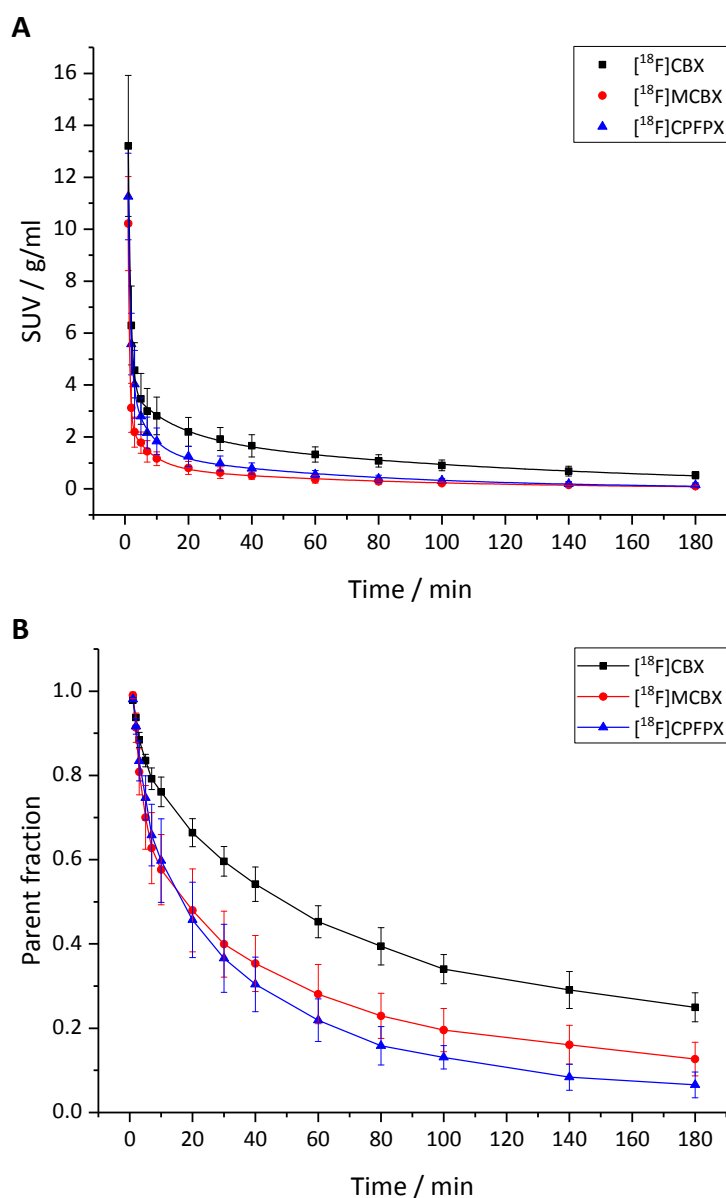 A
[¹⁸F]CBX
[¹⁸F]MCBX
[¹⁸F]CPFPX
16
14
12
10
8
6
4
2
0
SUV / g/ml
0 20 40 60 80 100 120 140 160 180
Time / min
B
[¹⁸F]CBX
[¹⁸F]MCBX
[¹⁸F]CPFPX
1.0
0.8
0.6
0.4
0.2
0.0
Parent fraction
0 20 40 60 80 100 120 140 160 180
Time / min